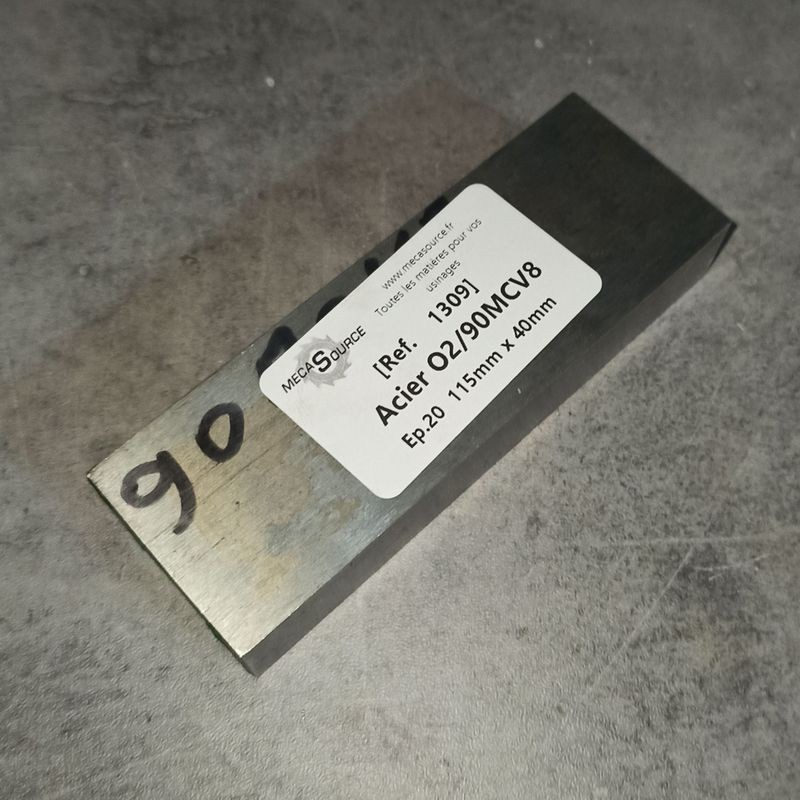 www.mecasource.fr
Toutes les matières pour vos
usinages
MECASOURCE
[Ref. 1309]
Acier O2/90MCV8
Ep.20 115mm x 40mm
90